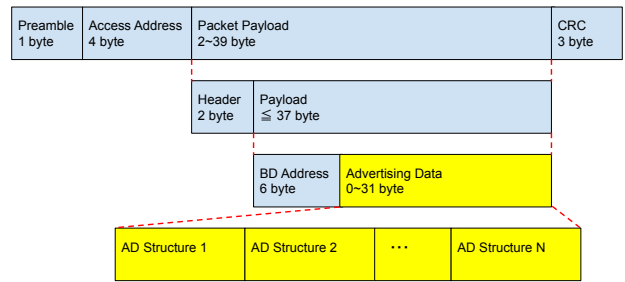 Preamble
1 byte
Access Address
4 byte
Packet Payload
2~39 byte
CRC
3 byte
Header
2 byte
Payload
≦ 37 byte
BD Address
6 byte
Advertising Data
0~31 byte
AD Structure 1
AD Structure 2
···
AD Structure N